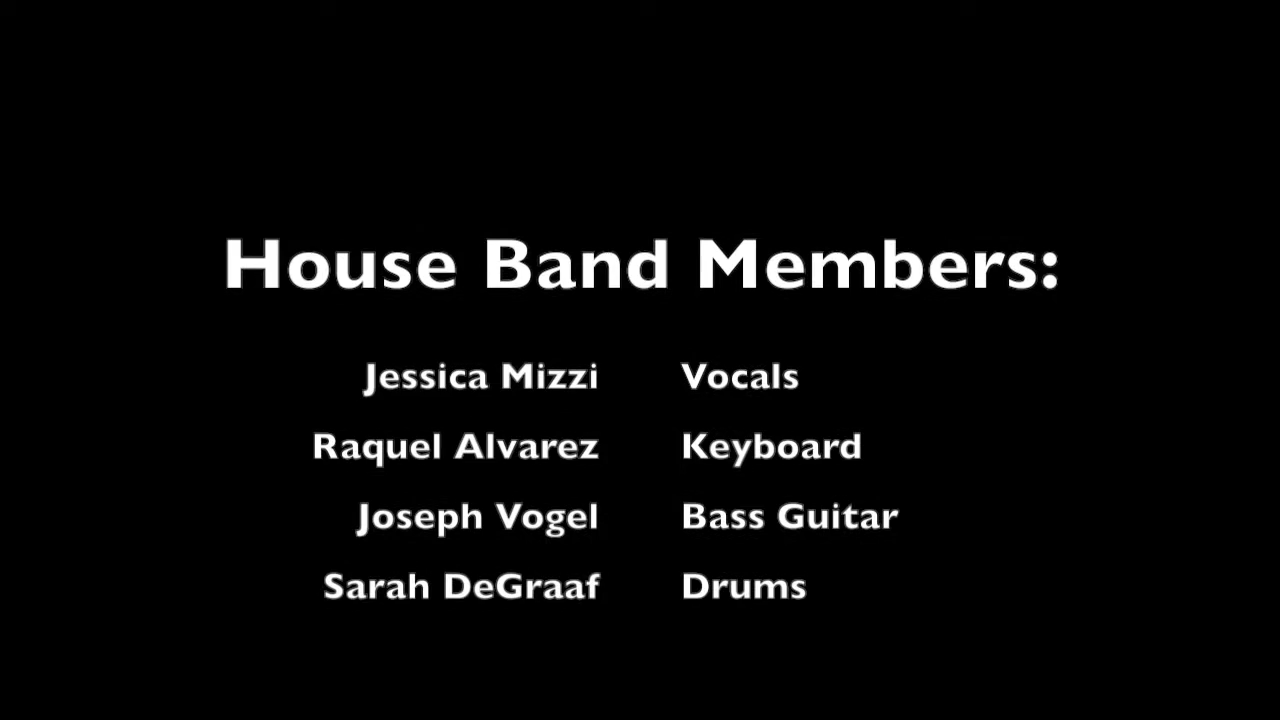 House Band Members:
Jessica Mizzi Vocals
Raquel Alvarez Keyboard
Joseph Vogel Bass Guitar
Sarah DeGraaf Drums